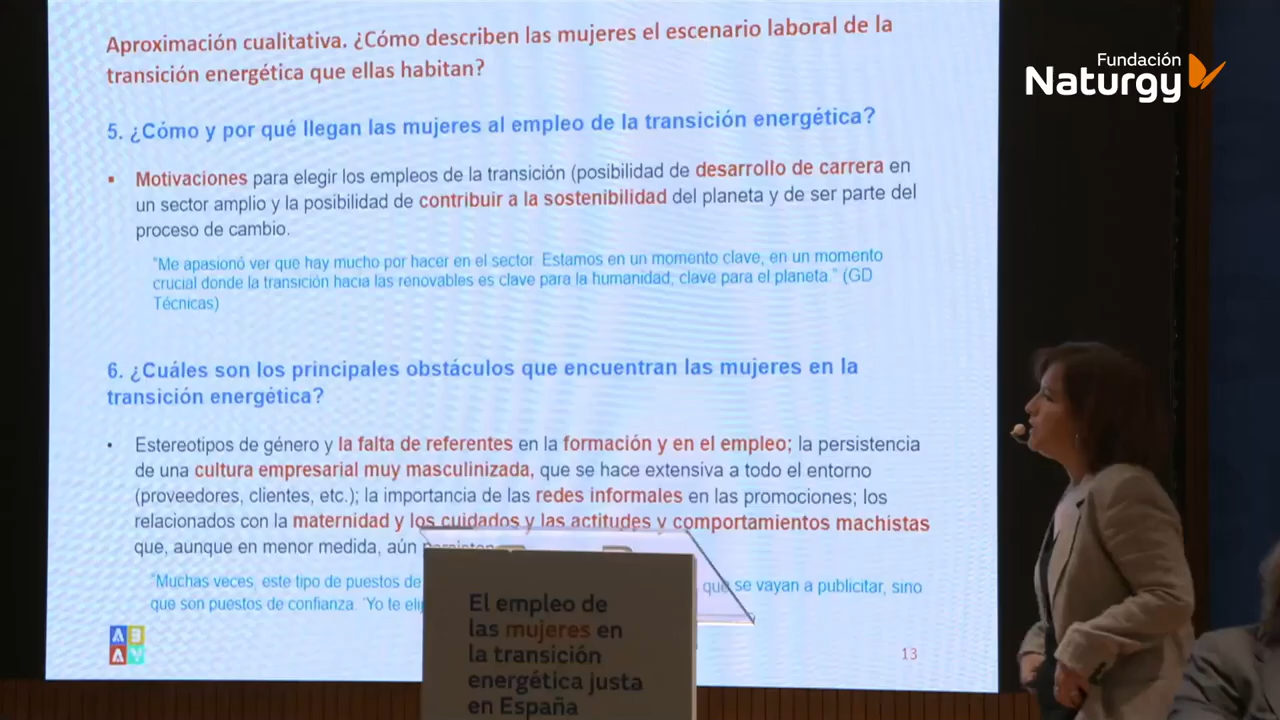 Aproximación cualitativa. ¿Cómo describen las mujeres el escenario laboral de la
transición energética que ellas habitan?
Fundación
Naturgy
5. ¿Cómo y por qué llegan las mujeres al empleo de la transición energética?
▪ Motivaciones para elegir los empleos de la transición (posibilidad de desarrollo de carrera en
un sector amplio y la posibilidad de contribuir a la sostenibilidad del planeta y de ser parte del
proceso de cambio.
"Me apasionó ver que hay mucho por hacer en el sector. Estamos en un momento clave, en un momento
crucial donde la transición hacia las renovables es clave para la humanidad, clave para el planeta." (GD
Técnicas)
6. ¿Cuáles son los principales obstáculos que encuentran las mujeres en la
transición energética?
• Estereotipos de género y la falta de referentes en la formación y en el empleo; la persistencia
de una cultura empresarial muy masculinizada, que se hace extensiva a todo el entorno
(proveedores, clientes, etc.); la importancia de las redes informales en las promociones; los
relacionados con la maternidad y los cuidados y las actitudes y comportamientos machistas
que, aunque en menor medida, aún persisten
"Muchas veces, este tipo de puestos de que se vayan a publicitar, sino
que son puestos de confianza. 'Yo te
ABAY
13
El empleo de
las mujeres en
la transición
energética justa
en España